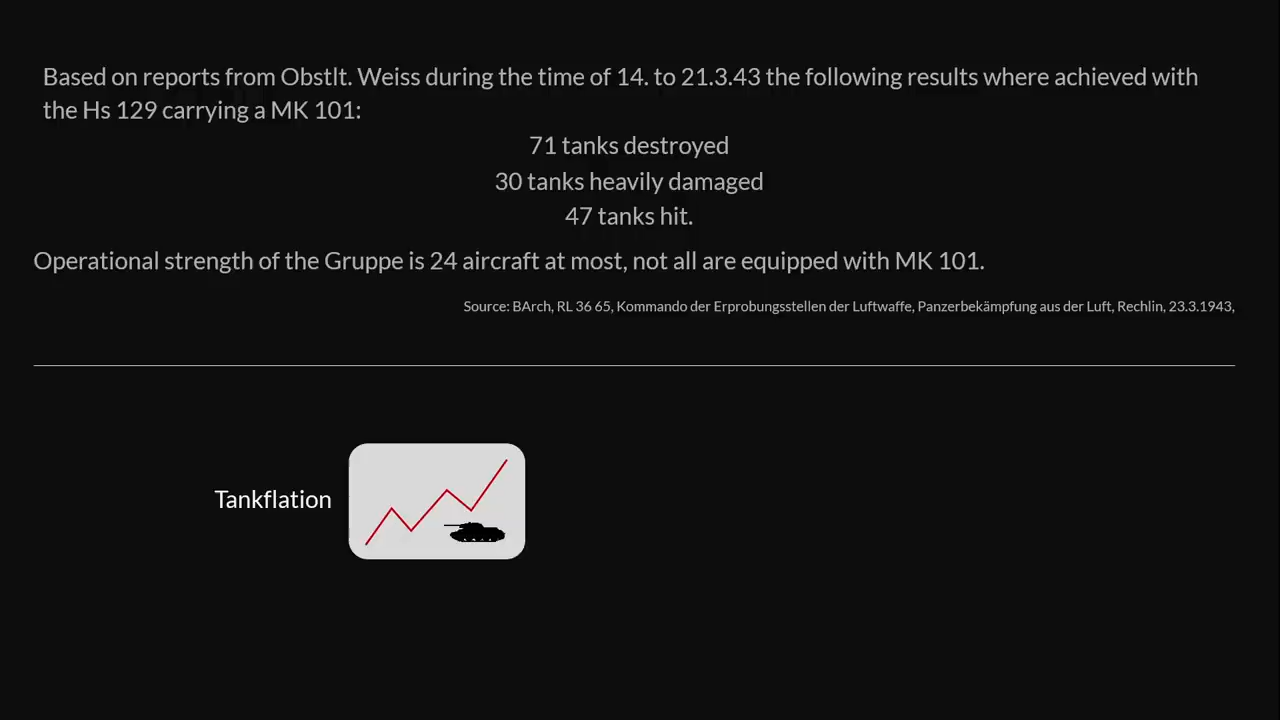 Based on reports from Obstlt. Weiss during the time of 14. to 21.3.43 the following results where achieved with
the Hs 129 carrying a MK 101:
71 tanks destroyed
30 tanks heavily damaged
47 tanks hit.
Operational strength of the Gruppe is 24 aircraft at most, not all are equipped with MK 101.
Source: BArch, RL 36 65, Kommando der Erprobungsstellen der Luftwaffe, Panzerbekämpfung aus der Luft, Rechlin, 23.3.1943,
Tankflation